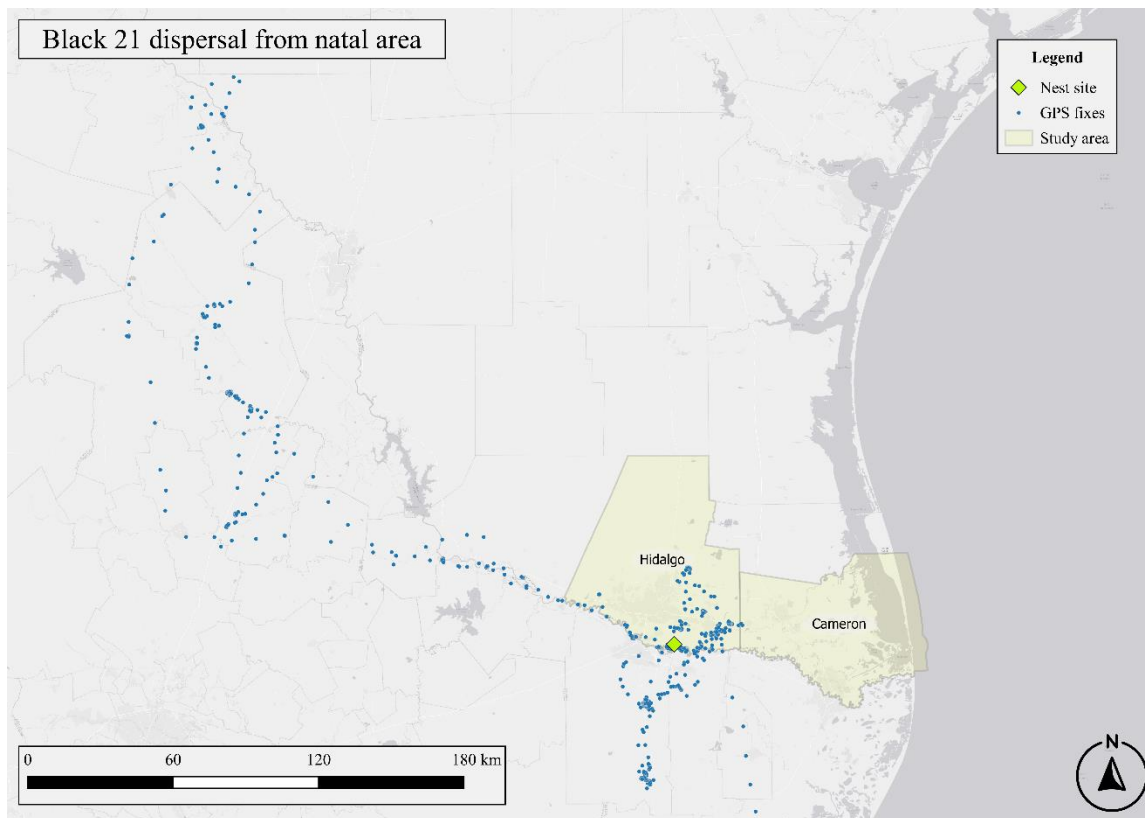 Black 21 dispersal from natal area
Legend
Nest site
GPS fixes
Study area
Hidalgo
Cameron
0 60 120 180 km
N